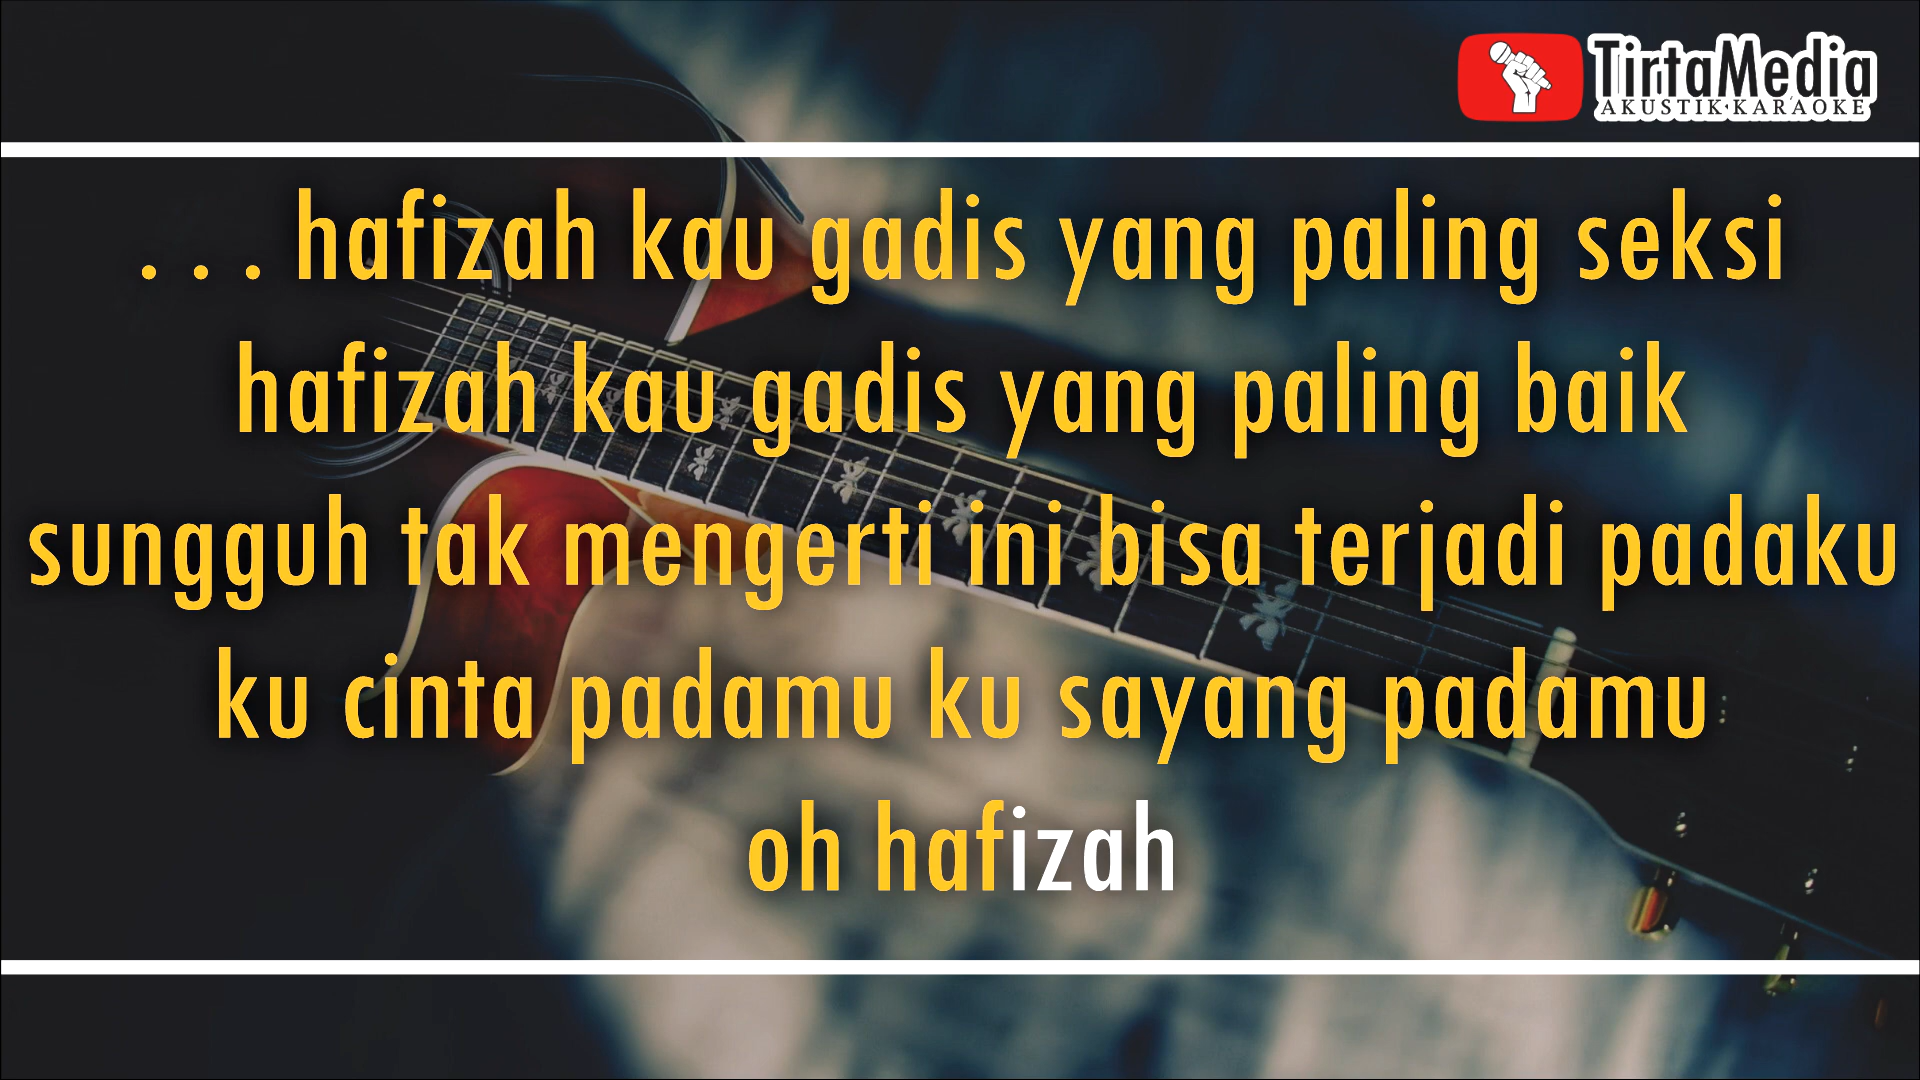 TirtaMedia
AKUSTIK KARAOKE
. . . hafizah kau gadis yang paling seksi
hafizah kau gadis yang paling baik
sungguh tak mengerti ini bisa terjadi padaku
ku cinta padamu ku sayang padamu
oh hafizah